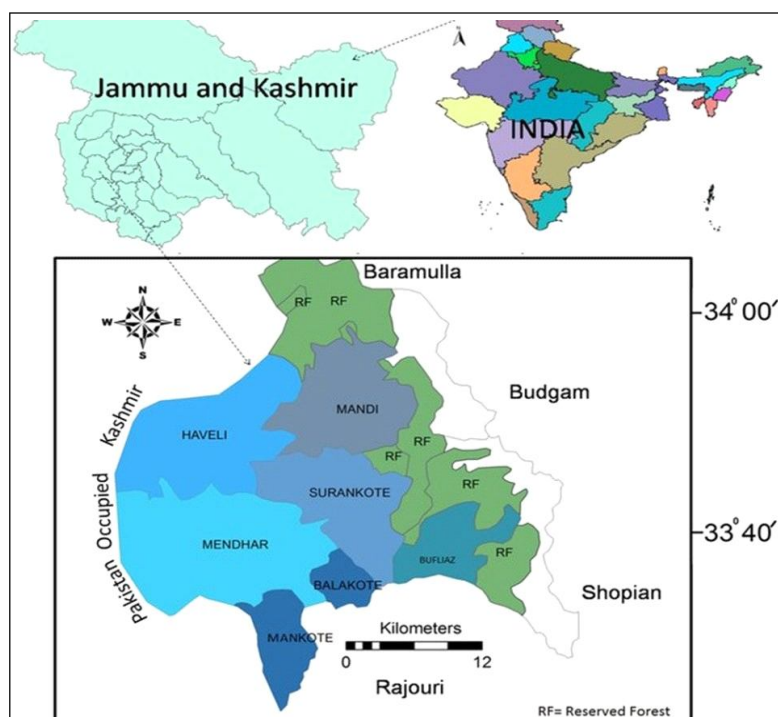 Jammu and Kashmir
INDIA
Baramulla
N
W E
S
RF RF
34°00′
Budgam
MANDI
Kashmir
HAVELI
RF
RF
RF
SURANKOTE
Occupied
33°40′
MENDHAR
BUFLIAZ
RF
Pakistan
BALAKOTE
Shopian
MANKOTE
Kilometers
0 12
Rajouri
RF= Reserved Forest